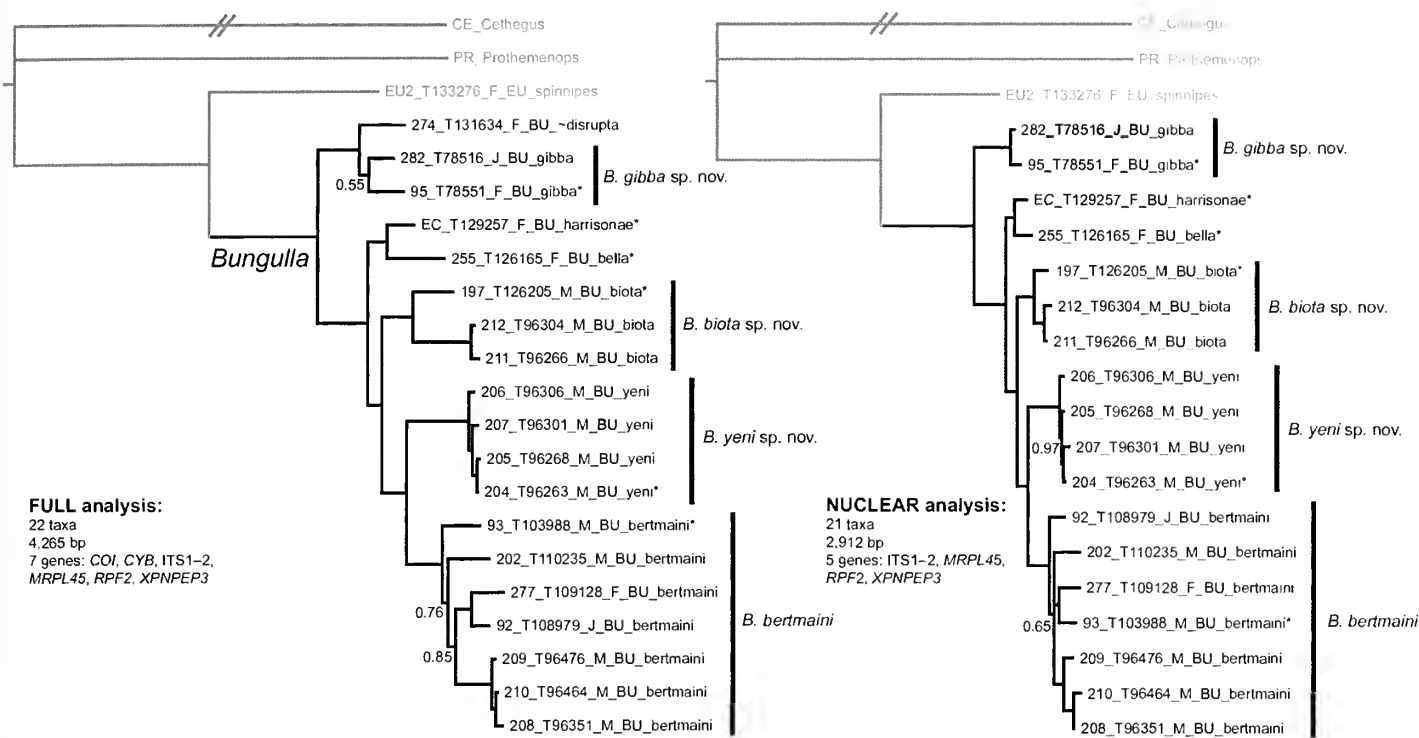 CE_Cethegus
PR_Prothemenops
EU2_T133276_F_EU_spinnipes
274_T131634_F_BU_~disrupta
282_T78516_J_BU_gibba
0.55
95_T78551_F_BU_gibba*
B. gibba sp. nov.
EC_T129257_F_BU_harrisonae*
Bungulla
255_T126165_F_BU_bella*
197_T126205_M_BU_biota*
212_T96304_M_BU_biota
211_T96266_M_BU_biota
B. biota sp. nov.
206_T96306_M_BU_yeni
207_T96301_M_BU_yeni
205_T96268_M_BU_yeni
204_T96263_M_BU_yeni*
B. yeni sp. nov.
93_T103988_M_BU_bertmaini*
202_T110235_M_BU_bertmaini
0.76
277_T109128_F_BU_bertmaini
92_T108979_J_BU_bertmaini
0.85
209_T96476_M_BU_bertmaini
210_T96464_M_BU_bertmaini
208_T96351_M_BU_bertmaini
B. bertmaini
FULL analysis:
22 taxa
4,265 bp
7 genes: COI, CYB, ITS1–2,
MRPL45, RPF2, XPNPEP3
EU2_T133276_F_EU_spinnipes
282_T78516_J_BU_gibba
95_T78551_F_BU_gibba*
B. gibba sp. nov.
EC_T129257_F_BU_harrisonae*
255_T126165_F_BU_bella*
197_T126205_M_BU_biota*
212_T96304_M_BU_biota
211_T96266_M_BU_biota
B. biota sp. nov.
206_T96306_M_BU_yeni
205_T96268_M_BU_yeni
0.97
207_T96301_M_BU_yeni
204_T96263_M_BU_yeni*
B. yeni sp. nov.
92_T108979_J_BU_bertmaini
202_T110235_M_BU_bertmaini
277_T109128_F_BU_bertmaini
0.65
93_T103988_M_BU_bertmaini*
209_T96476_M_BU_bertmaini
210_T96464_M_BU_bertmaini
208_T96351_M_BU_bertmaini
B. bertmaini
NUCLEAR analysis:
21 taxa
2,912 bp
5 genes: ITS1–2, MRPL45,
RPF2, XPNPEP3